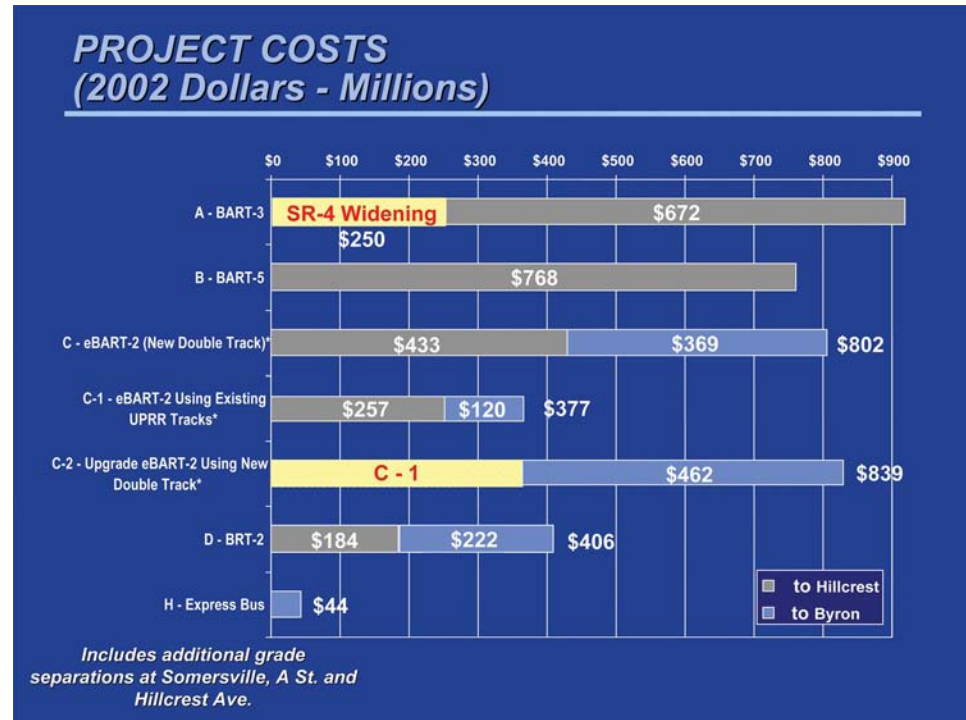 PROJECT COSTS
(2002 Dollars - Millions)
$0 $100 $200 $300 $400 $500 $600 $700 $800 $900
A - BART-3
SR-4 Widening
$672
$250
B - BART-5
$768
C - eBART-2 (New Double Track)*
$433
$369
$802
C-1 - eBART-2 Using Existing
UPRR Tracks*
$257
$120
$377
C-2 - Upgrade eBART-2 Using New
Double Track*
C - 1
$462
$839
D - BRT-2
$184
$222
$406
H - Express Bus
$44
to Hillcrest
to Byron
Includes additional grade
separations at Somersville, A St. and
Hillcrest Ave.